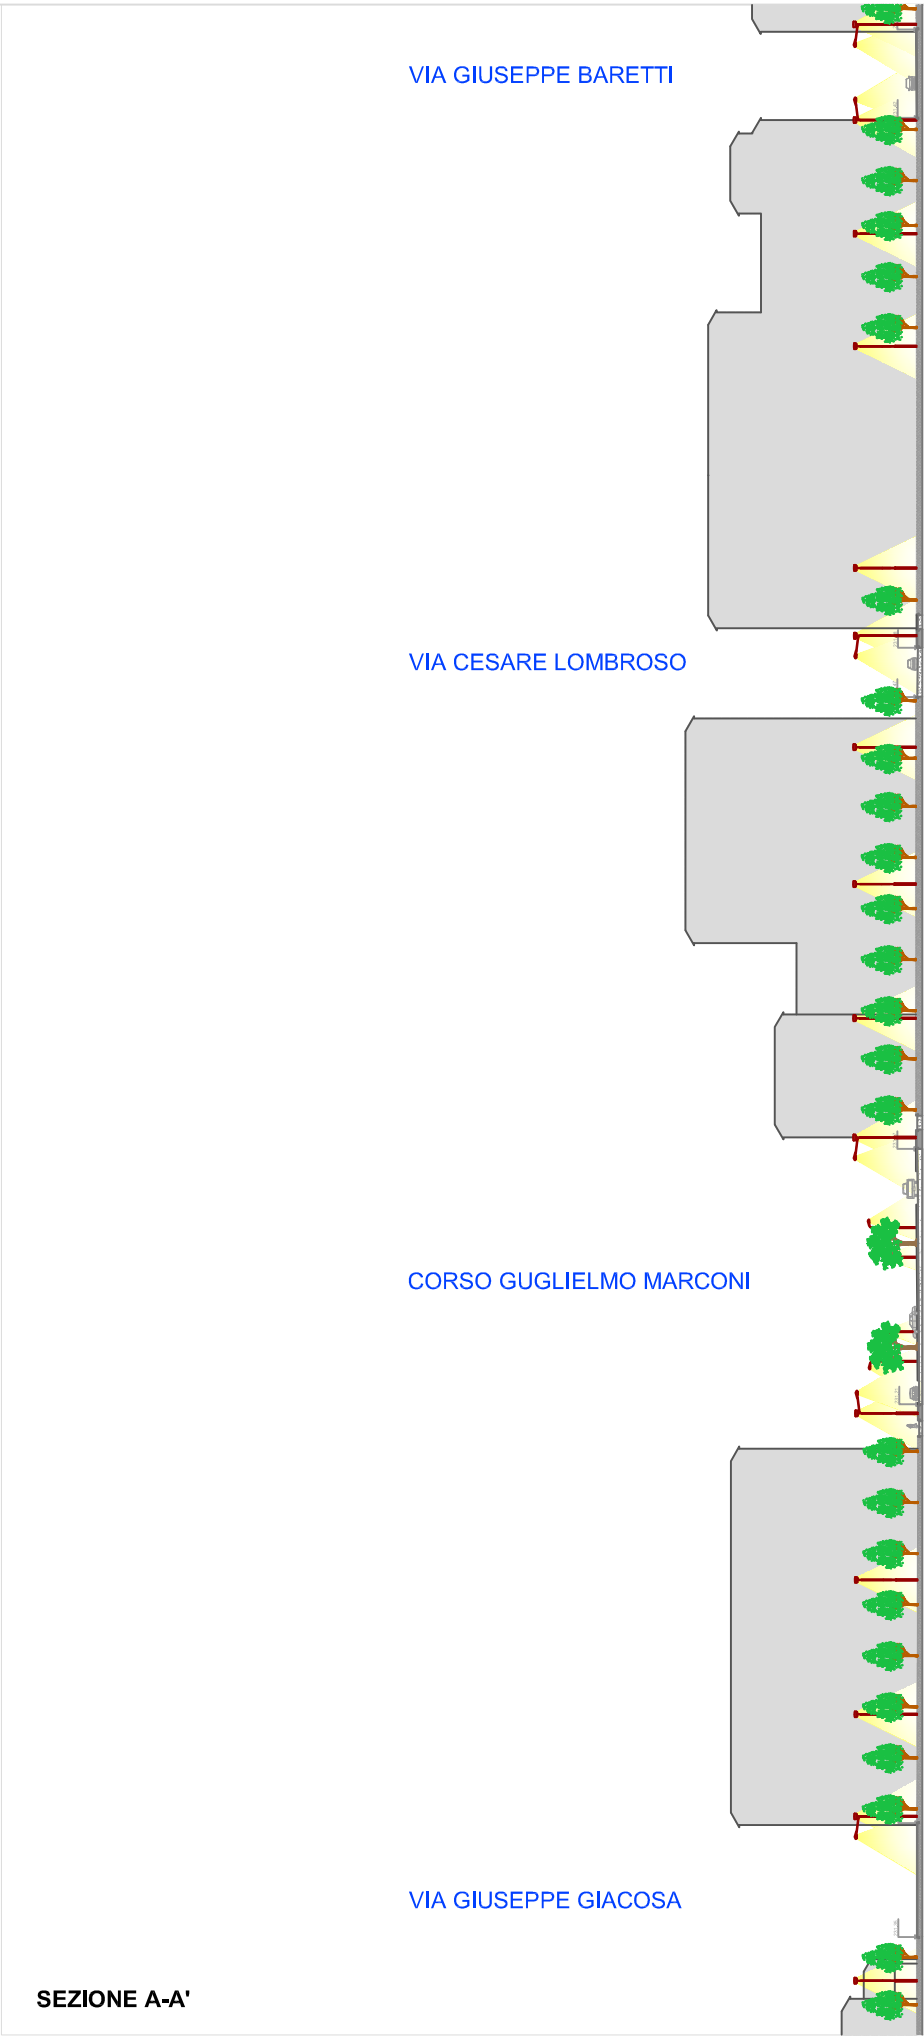 VIA GIUSEPPE BARETTI
VIA CESARE LOMBROSO
CORSO GUGLIELMO MARCONI
VIA GIUSEPPE GIACOSA
SEZIONE A-A'